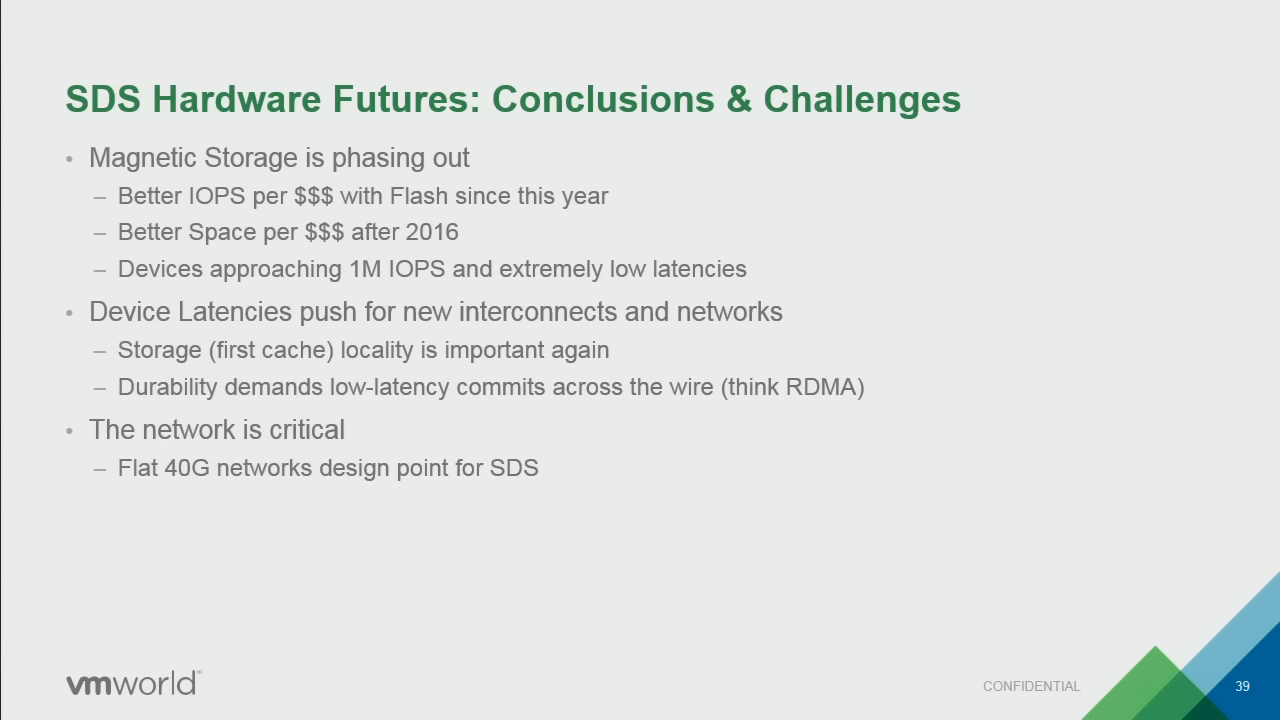 SDS Hardware Futures: Conclusions & Challenges
• Magnetic Storage is phasing out
– Better IOPS per $$$ with Flash since this year
– Better Space per $$$ after 2016
– Devices approaching 1M IOPS and extremely low latencies
• Device Latencies push for new interconnects and networks
– Storage (first cache) locality is important again
– Durability demands low-latency commits across the wire (think RDMA)
• The network is critical
– Flat 40G networks design point for SDS
vmworld®
CONFIDENTIAL
39